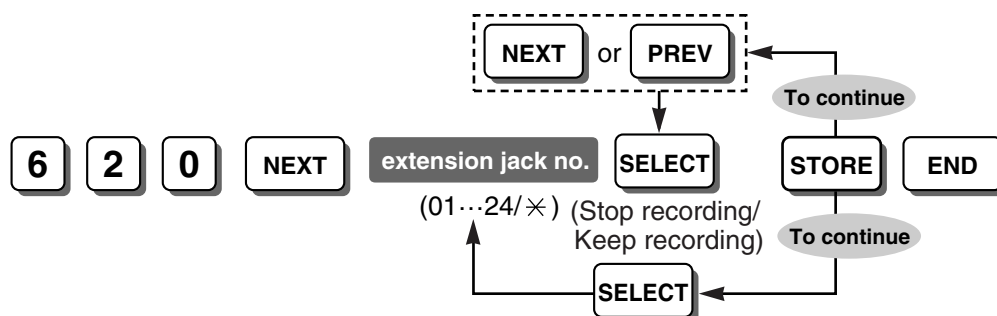 NEXT or PREV
To continue
6 2 0 NEXT extension jack no. SELECT STORE END
(01···24/✳) (Stop recording/
Keep recording)
To continue
SELECT